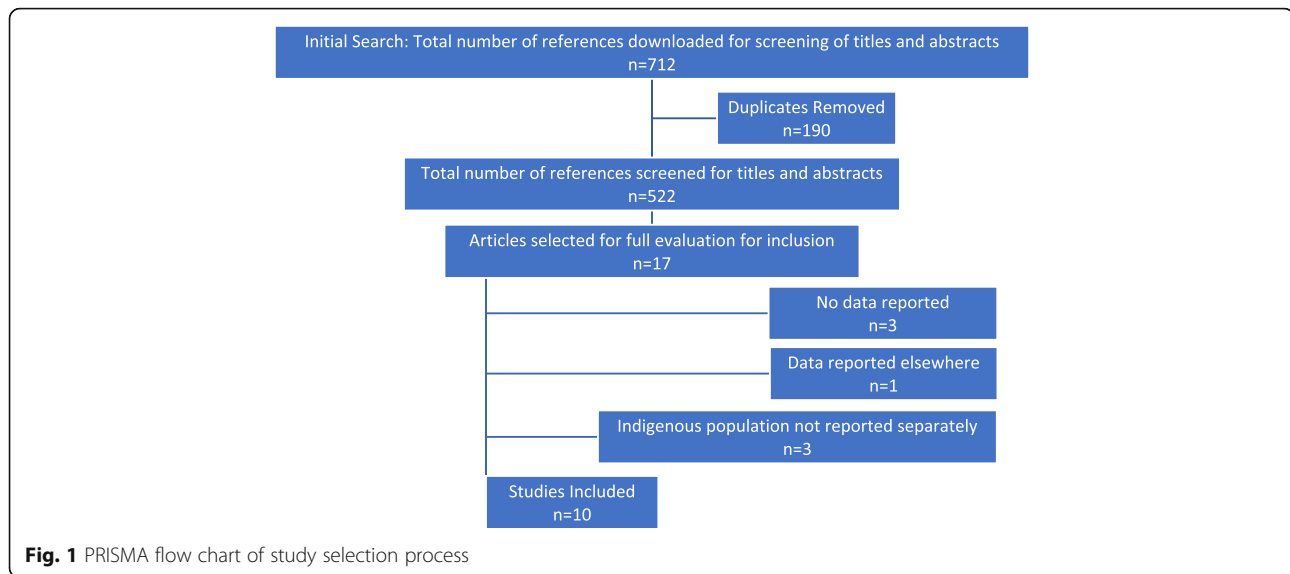 Initial Search: Total number of references downloaded for screening of titles and abstracts
n=712
Duplicates Removed
n=190
Total number of references screened for titles and abstracts
n=522
Articles selected for full evaluation for inclusion
n=17
No data reported
n=3
Data reported elsewhere
n=1
Indigenous population not reported separately
n=3
Studies Included
n=10
Fig. 1 PRISMA flow chart of study selection process